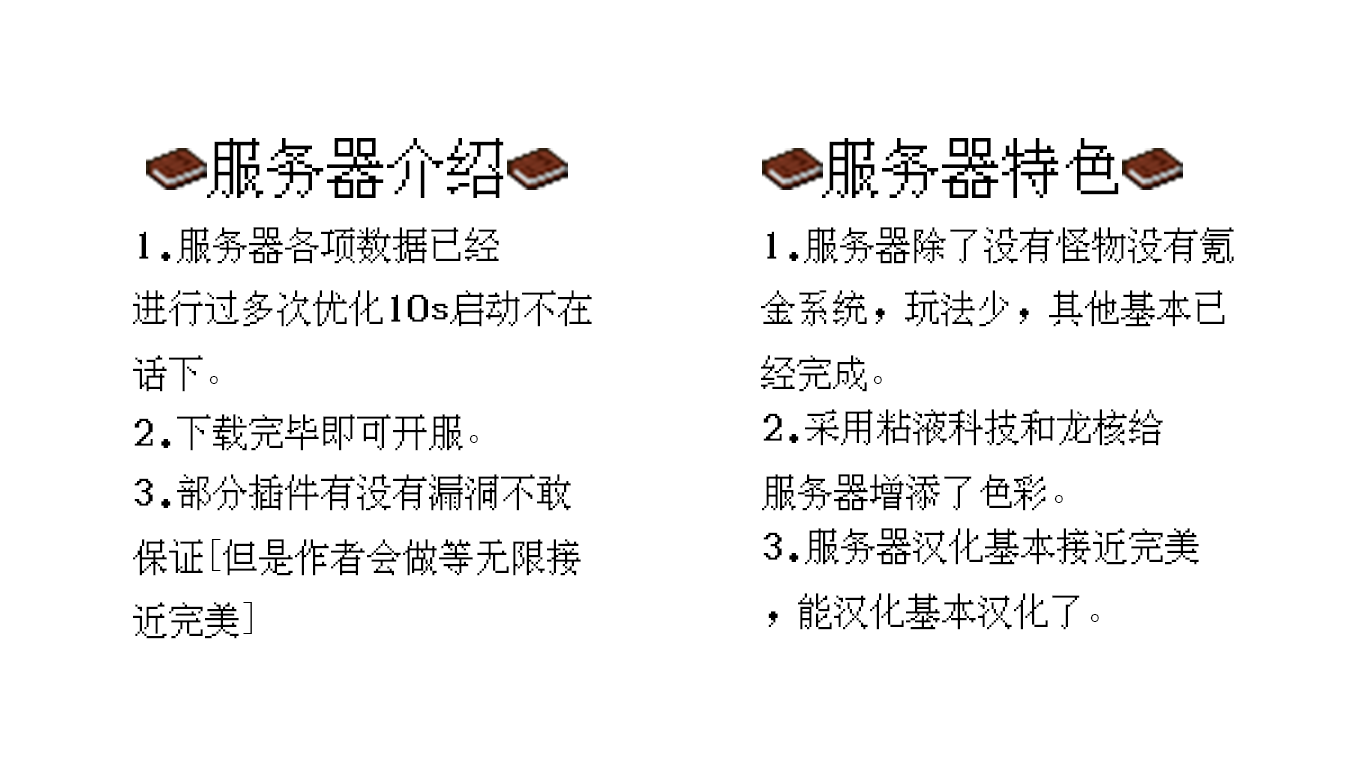 服务器介绍
1.服务器各项数据已经
进行过多次优化10s启动不在
话下。
2.下载完毕即可开服。
3.部分插件有没有漏洞不敢
保证[但是作者会做等无限接
近完美]
服务器特色
1.服务器除了没有怪物没有氪
金系统，玩法少，其他基本已
经完成。
2.采用粘液科技和龙核给
服务器增添了色彩。
3.服务器汉化基本接近完美
，能汉化基本汉化了。